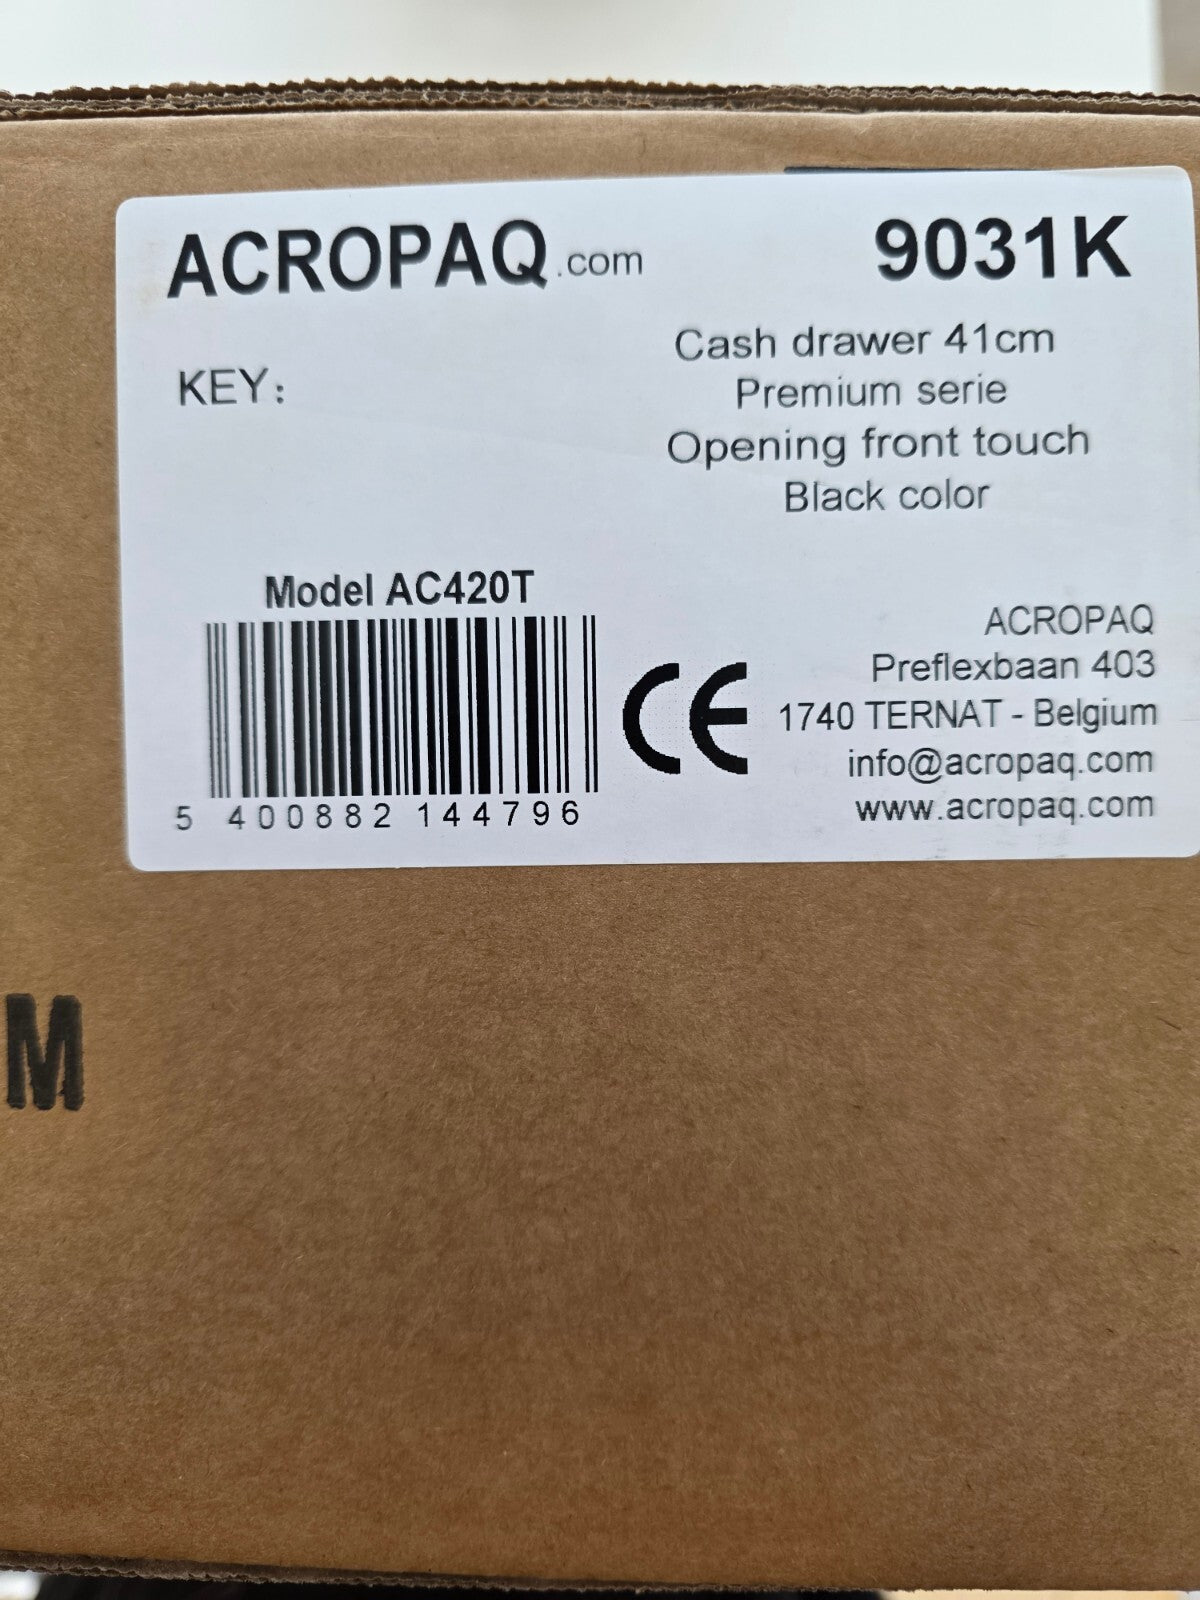 ACROPAQ.com
9031K
KEY:
Cash drawer 41cm
Premium serie
Opening front touch
Black color
Model AC420T
5 400882 144796
CE
ACROPAQ
Preflexbaan 403
1740 TERNAT - Belgium
info@acropaq.com
www.acropaq.com
M